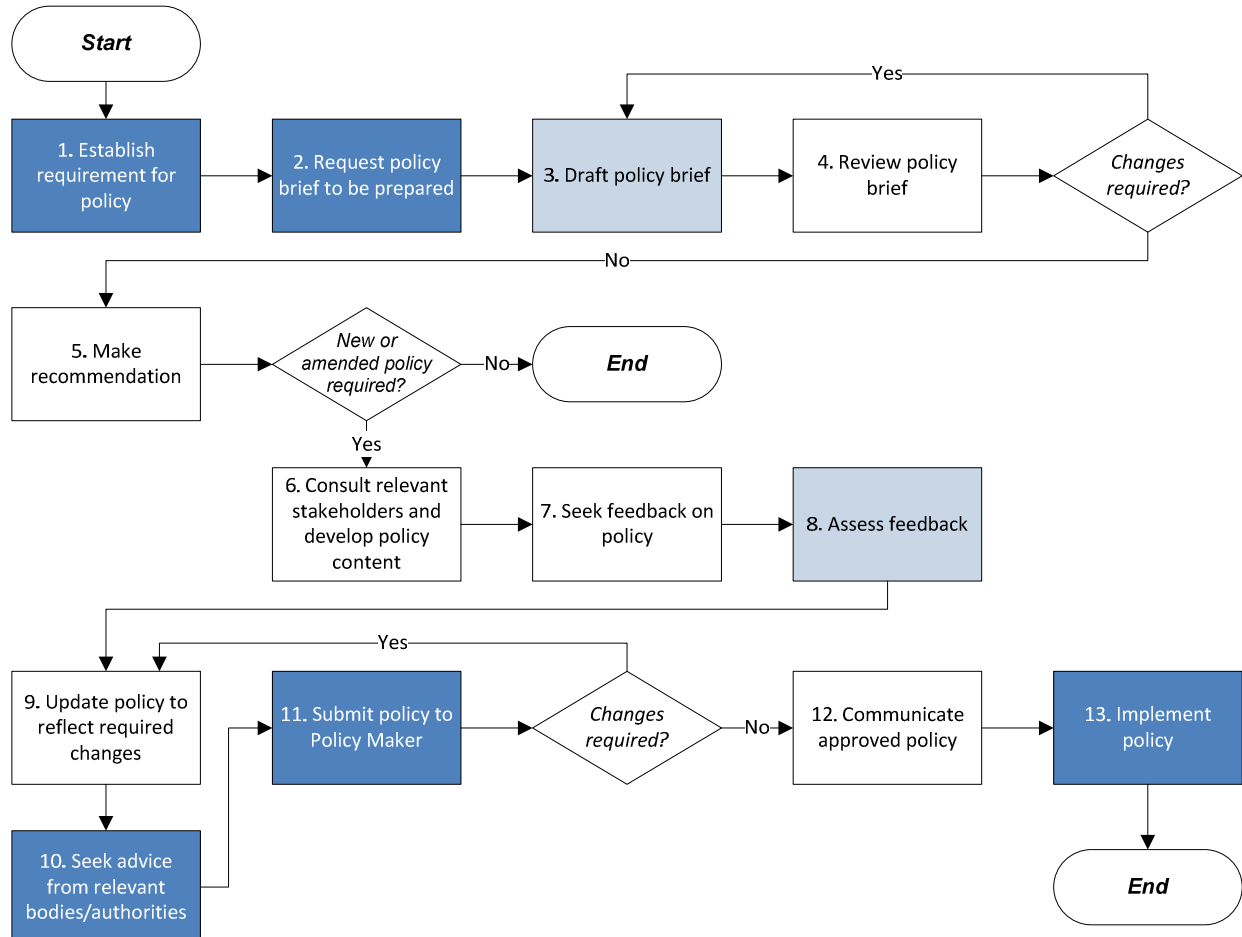 Start
Yes
1. Establish
requirement for
policy
2. Request policy
brief to be prepared
3. Draft policy brief
4. Review policy
brief
Changes
required?
No
5. Make
recommendation
New or
amended policy
required?
No
End
Yes
6. Consult relevant
stakeholders and
develop policy
content
7. Seek feedback on
policy
8. Assess feedback
Yes
9. Update policy to
reflect required
changes
11. Submit policy to
Policy Maker
Changes
required?
No
12. Communicate
approved policy
13. Implement
policy
10. Seek advice
from relevant
bodies/authorities
End